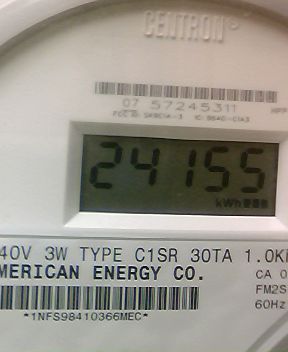 CENTRON®
07 57245311
24155
kWh
40V 3W TYPE C1SR 30TA 1.0K
MERICAN ENERGY CO.
CA 0
FM2S
60Hz
*1NFS98410366MEC*